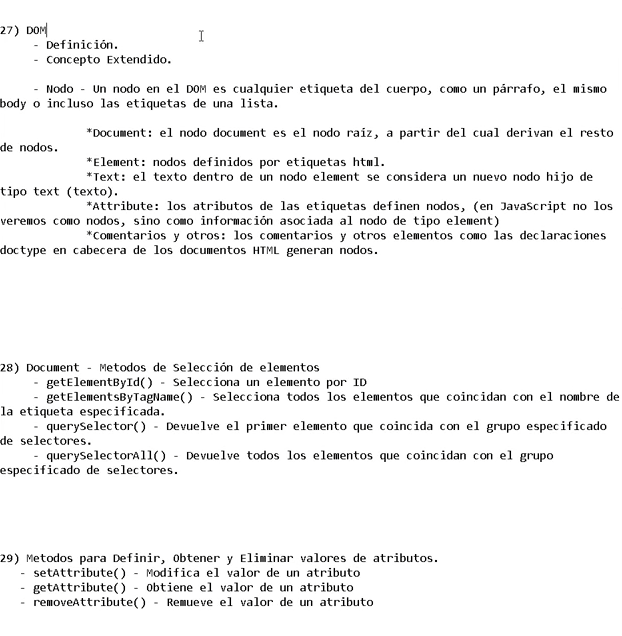 27) DOM
- Definición.
- Concepto Extendido.
- Nodo - Un nodo en el DOM es cualquier etiqueta del cuerpo, como un párrafo, el mismo
body o incluso las etiquetas de una lista.
*Document: el nodo document es el nodo raíz, a partir del cual derivan el resto
de nodos.
*Element: nodos definidos por etiquetas html.
*Text: el texto dentro de un nodo element se considera un nuevo nodo hijo de
tipo text (texto).
*Attribute: los atributos de las etiquetas definen nodos, (en JavaScript no los
veremos como nodos, sino como información asociada al nodo de tipo element)
*Comentarios y otros: los comentarios y otros elementos como las declaraciones
doctype en cabecera de los documentos HTML generan nodos.
28) Document - Metodos de Selección de elementos
- getElementById() - Selecciona un elemento por ID
- getElementsByTagName() - Selecciona todos los elementos que coincidan con el nombre de
la etiqueta especificada.
- querySelector() - Devuelve el primer elemento que coincida con el grupo especificado
de selectores.
- querySelectorAll() - Devuelve todos los elementos que coincidan con el grupo
especificado de selectores.
29) Metodos para Definir, Obtener y Eliminar valores de atributos.
- setAttribute() - Modifica el valor de un atributo
- getAttribute() - Obtiene el valor de un atributo
- removeAttribute() - Remueve el valor de un atributo